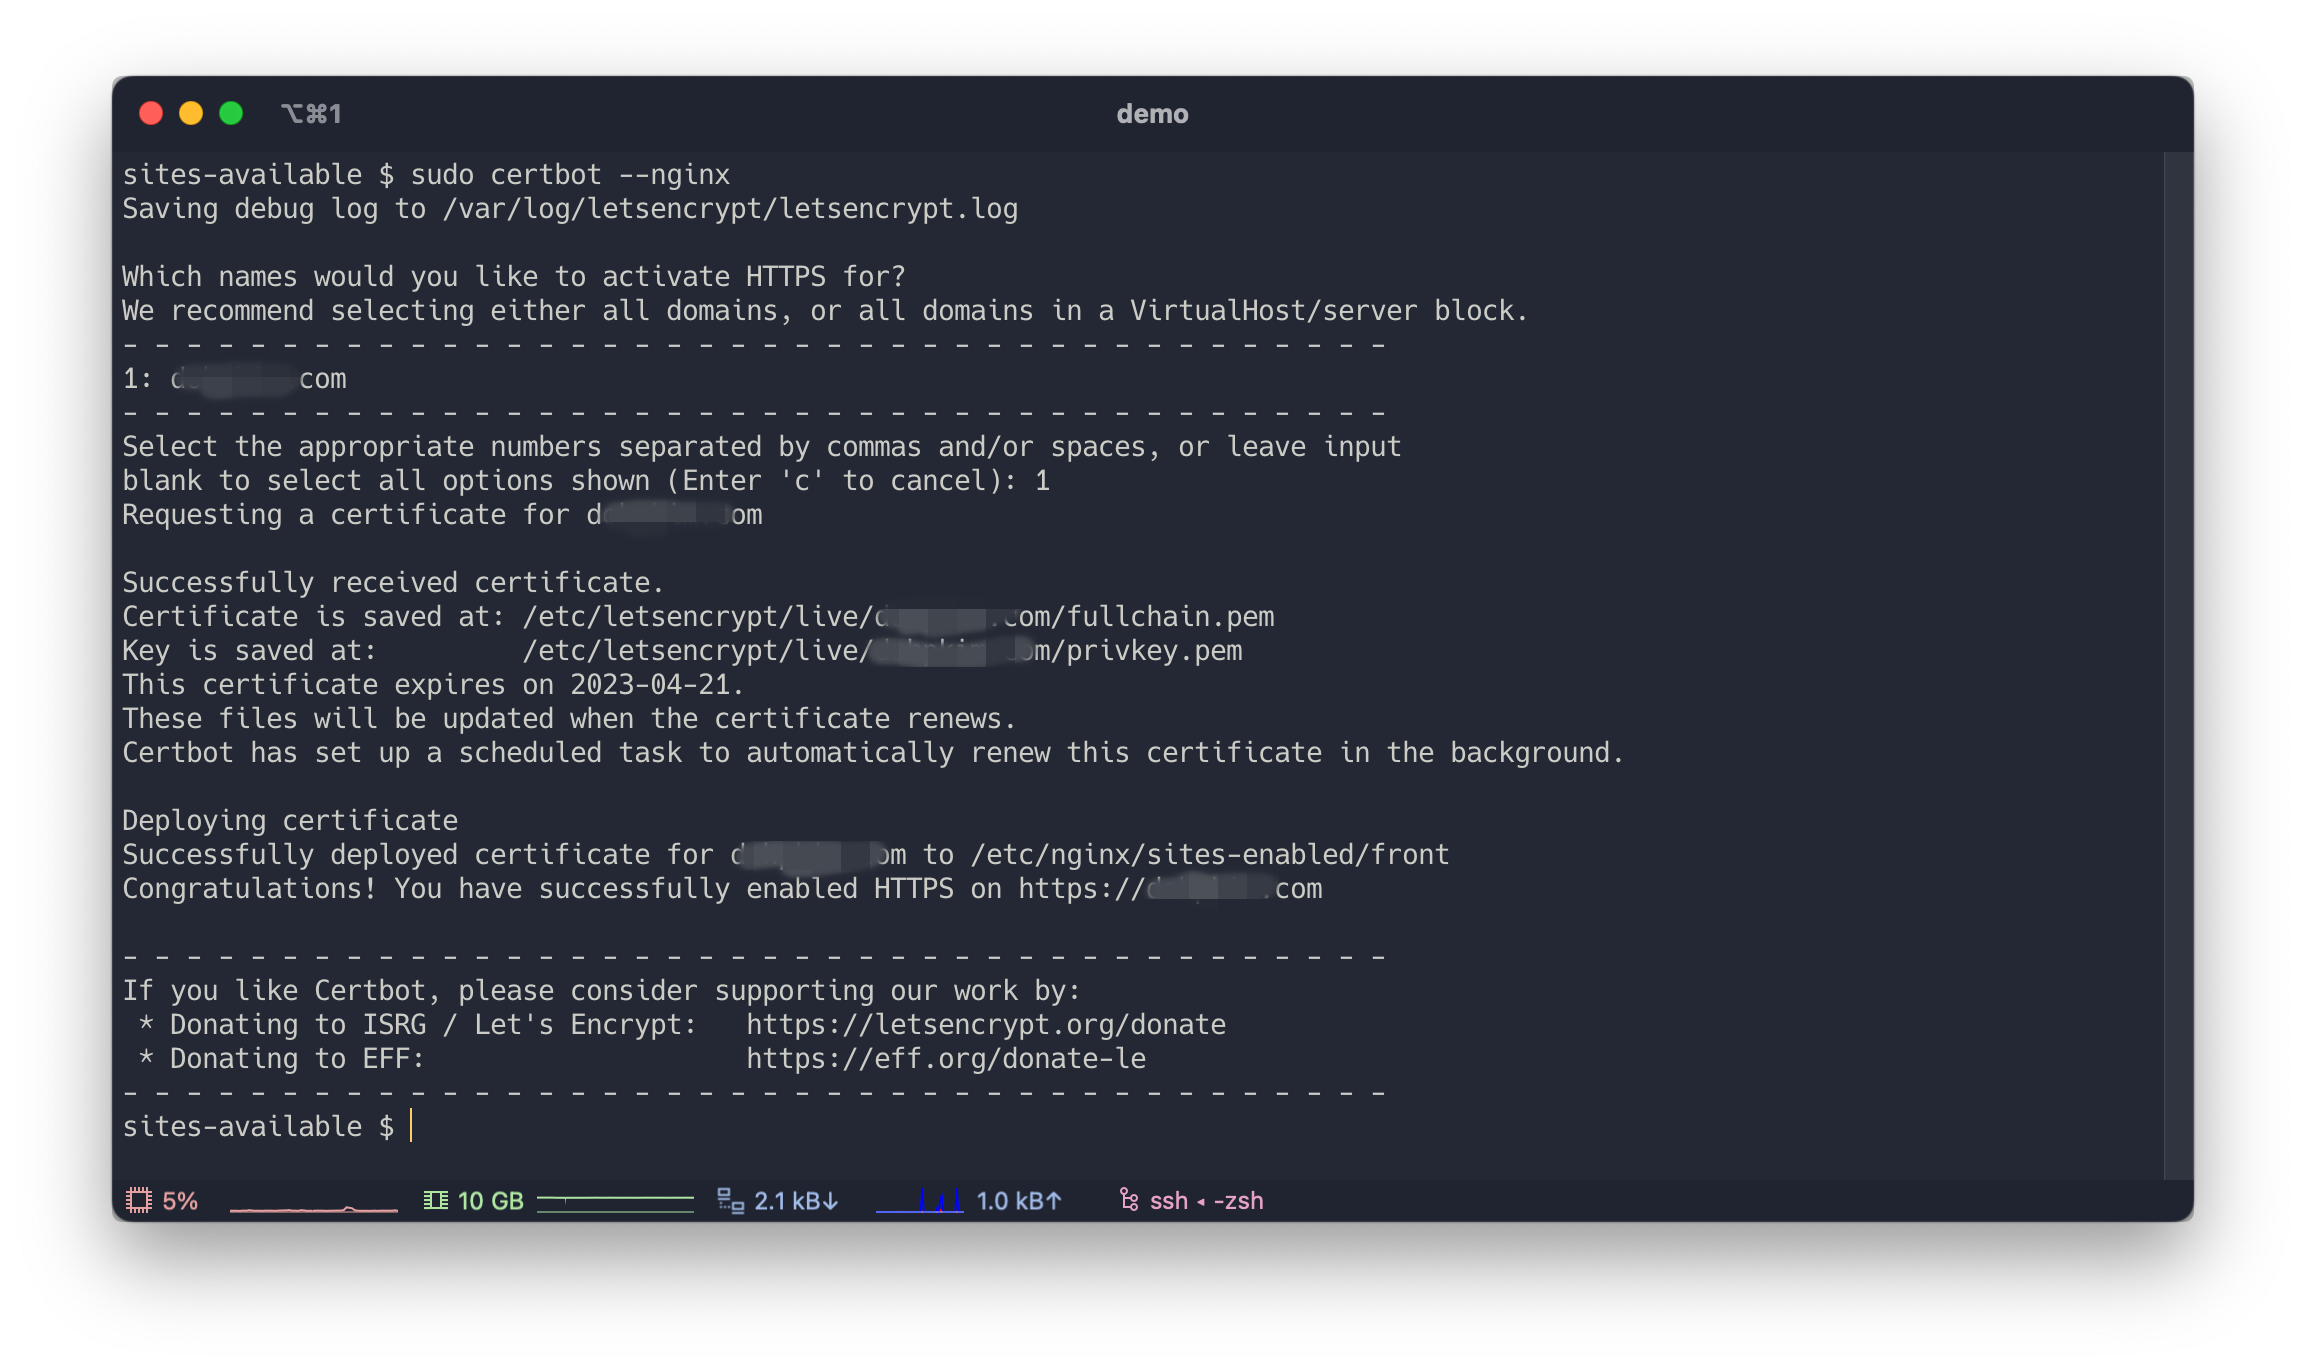 ⌥⌘1
demo
sites-available $ sudo certbot --nginx
Saving debug log to /var/log/letsencrypt/letsencrypt.log
Which names would you like to activate HTTPS for?
We recommend selecting either all domains, or all domains in a VirtualHost/server block.
- - - - - - - - - - - - - - - - - - - - - - - - - - - - - - - - - - - - - - - -
1: com
- - - - - - - - - - - - - - - - - - - - - - - - - - - - - - - - - - - - - - - -
Select the appropriate numbers separated by commas and/or spaces, or leave input
blank to select all options shown (Enter 'c' to cancel): 1
Requesting a certificate for
Successfully received certificate.
Certificate is saved at: /etc/letsencrypt/live/ com/fullchain.pem
Key is saved at: /etc/letsencrypt/live/ /privkey.pem
This certificate expires on 2023-04-21.
These files will be updated when the certificate renews.
Certbot has set up a scheduled task to automatically renew this certificate in the background.
Deploying certificate
Successfully deployed certificate for to /etc/nginx/sites-enabled/front
Congratulations! You have successfully enabled HTTPS on https:// .com
- - - - - - - - - - - - - - - - - - - - - - - - - - - - - - - - - - - - - - - -
If you like Certbot, please consider supporting our work by:
* Donating to ISRG / Let's Encrypt: https://letsencrypt.org/donate
* Donating to EFF: https://eff.org/donate-le
- - - - - - - - - - - - - - - - - - - - - - - - - - - - - - - - - - - - - - - -
sites-available $
5% 10 GB 2.1 kB↓ 1.0 kB↑ ssh ◂ -zsh